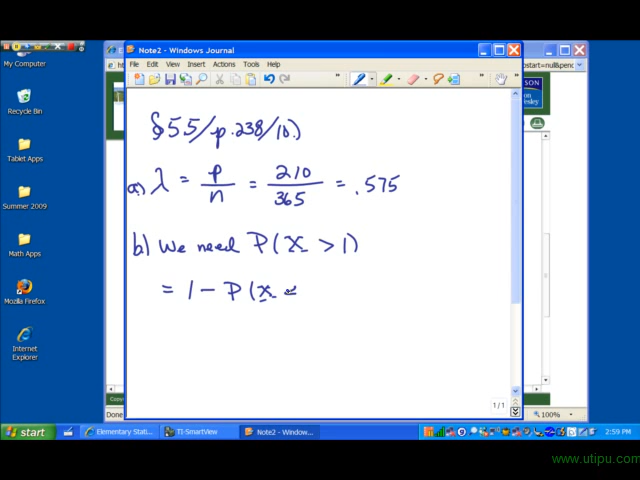 Note2 - Windows Journal
File Edit View Insert Actions Tools Help
My Computer
Recycle Bin
Tablet Apps
Summer 2009
Math Apps
Mozilla Firefox
Internet Explorer
§5.5/p.238/10.)
a.) λ = p/n = 210/365 = .575
b) We need P(x > 1)
= 1 - P(x =
1/1
Done
100%
start
Elementary Stati...
TI-SmartView
Note2 - Windows...
2:59 PM
www.utipu.com